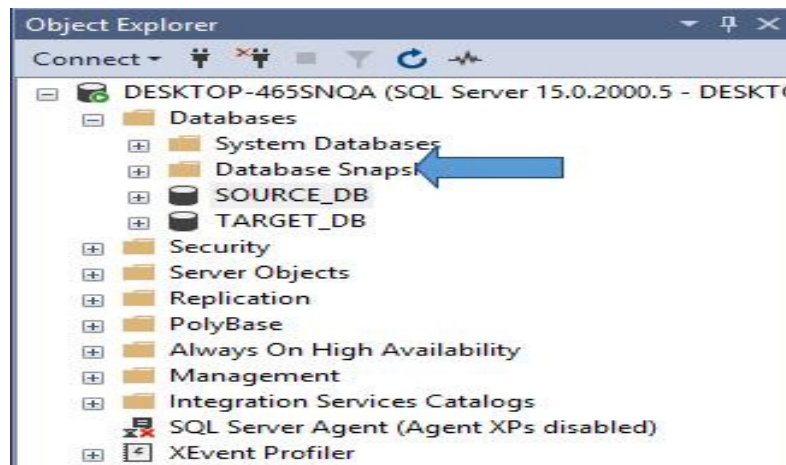 Object Explorer
Connect
DESKTOP-465SNQA (SQL Server 15.0.2000.5 - DESKT
Databases
System Databases
Database Snaps
SOURCE_DB
TARGET_DB
Security
Server Objects
Replication
PolyBase
Always On High Availability
Management
Integration Services Catalogs
SQL Server Agent (Agent XPs disabled)
XEvent Profiler